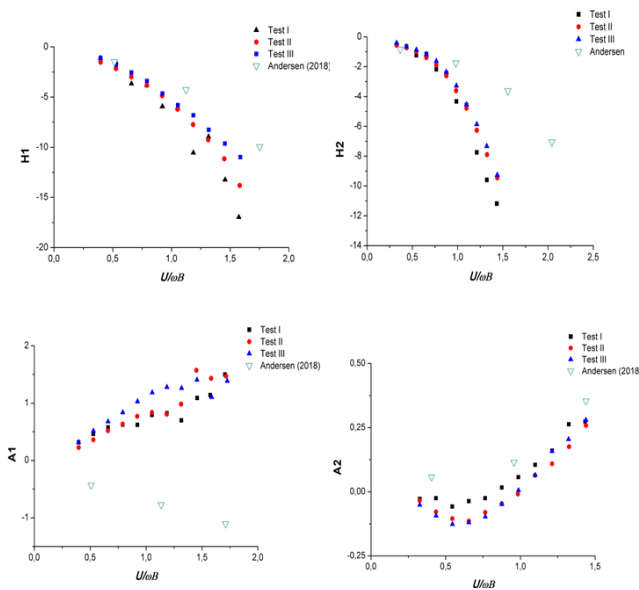 Test I
Test II
Test III
Andersen (2018)
0
-5
-10
-15
-20
H1
0,0
0,5
1,0
1,5
2,0
U/ωB
Test I
Test II
Test III
Andersen
0
-2
-4
-6
-8
-10
-12
-14
H2
0,0
0,5
1,0
1,5
2,0
2,5
U/ωB
Test I
Test II
Test III
Andersen (2018)
2
1
0
-1
A1
0,0
0,5
1,0
1,5
2,0
U/ωB
Test I
Test II
Test III
Andersen (2018
0,50
0,25
0,00
-0,25
A2
0,0
0,5
1,0
1,5
U/ωB